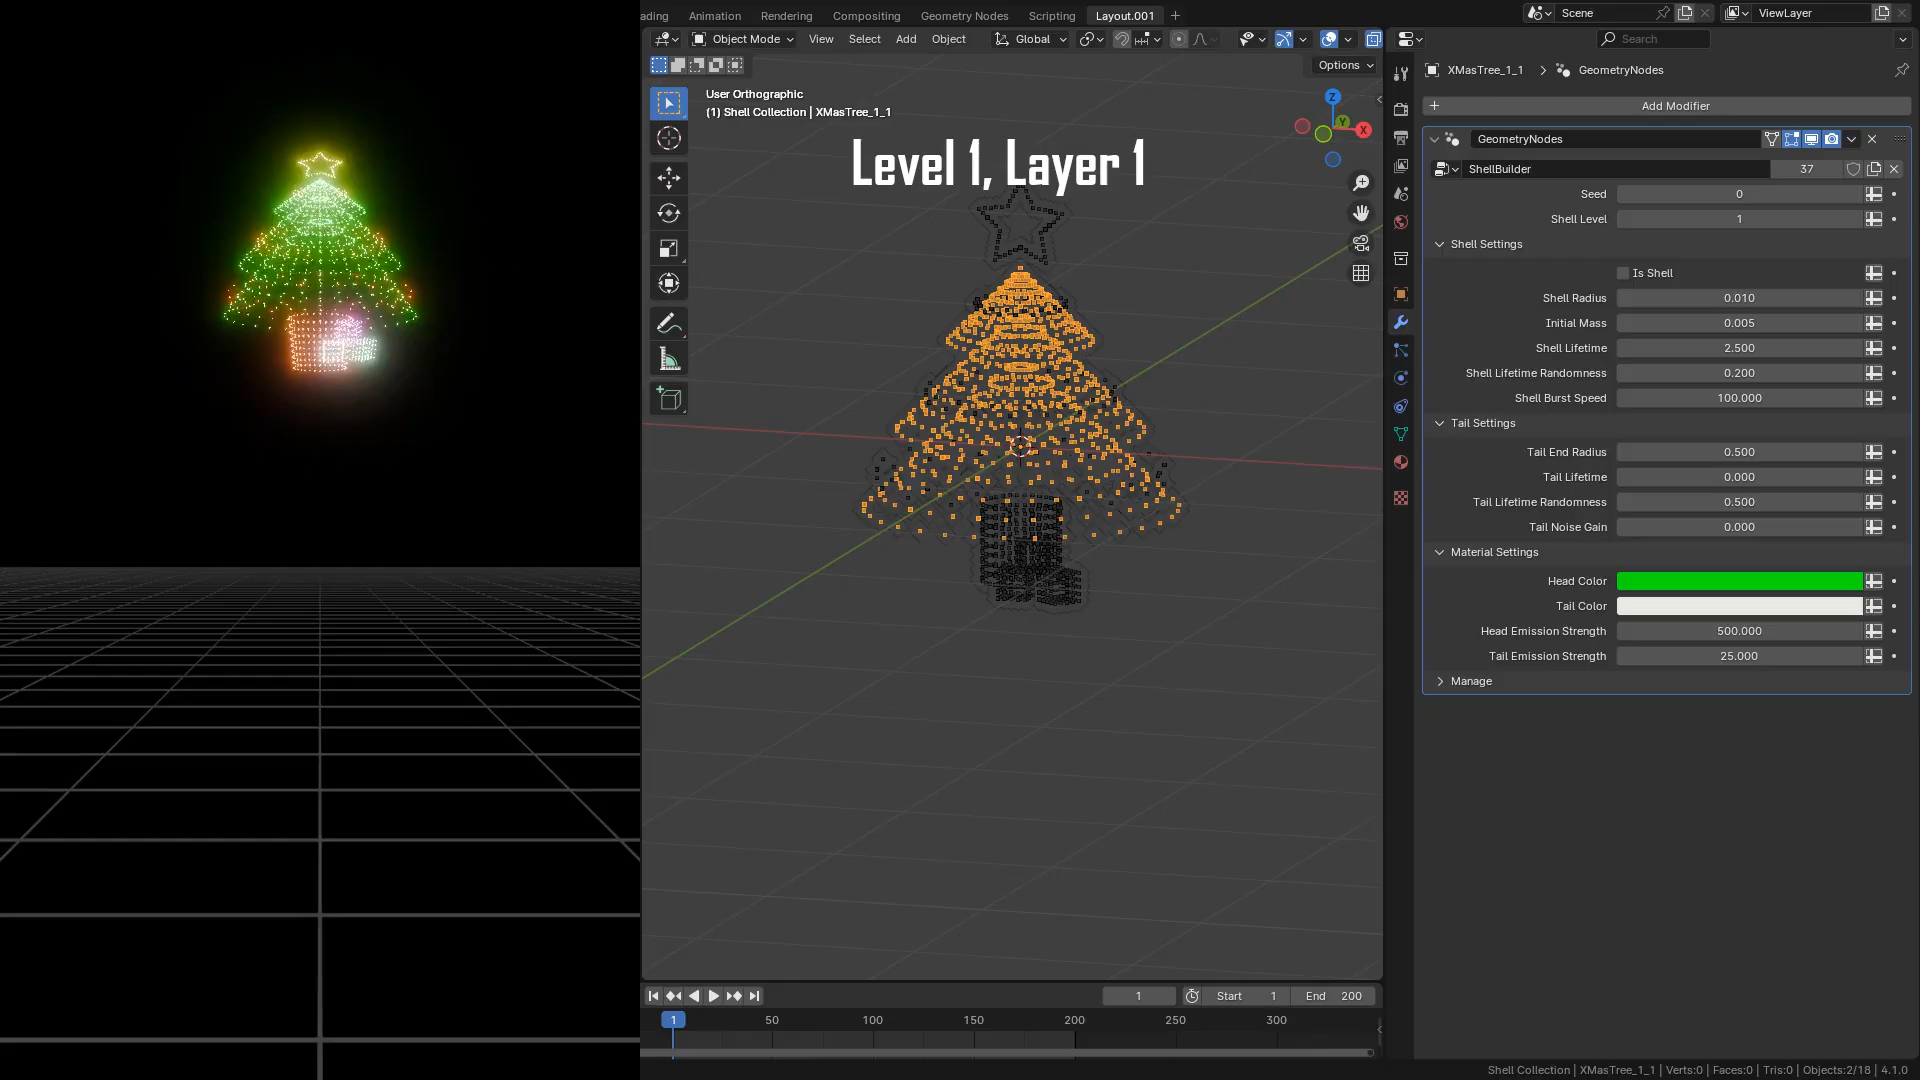 ading Animation Rendering Compositing Geometry Nodes Scripting Layout.001 +
Scene ViewLayer
Object Mode View Select Add Object Global
Search
Options
User Orthographic
(1) Shell Collection | XMasTree_1_1
Z
Y
X
Level 1, Layer 1
XMasTree_1_1 GeometryNodes
Add Modifier
GeometryNodes
ShellBuilder 37
Seed 0
Shell Level 1
Shell Settings
Is Shell
Shell Radius 0.010
Initial Mass 0.005
Shell Lifetime 2.500
Shell Lifetime Randomness 0.200
Shell Burst Speed 100.000
Tail Settings
Tail End Radius 0.500
Tail Lifetime 0.000
Tail Lifetime Randomness 0.500
Tail Noise Gain 0.000
Material Settings
Head Color
Tail Color
Head Emission Strength 500.000
Tail Emission Strength 25.000
Manage
1 Start 1 End 200
1 50 100 150 200 250 300
Shell Collection | XMasTree_1_1 | Verts:0 | Faces:0 | Tris:0 | Objects:2/18 | 4.1.0